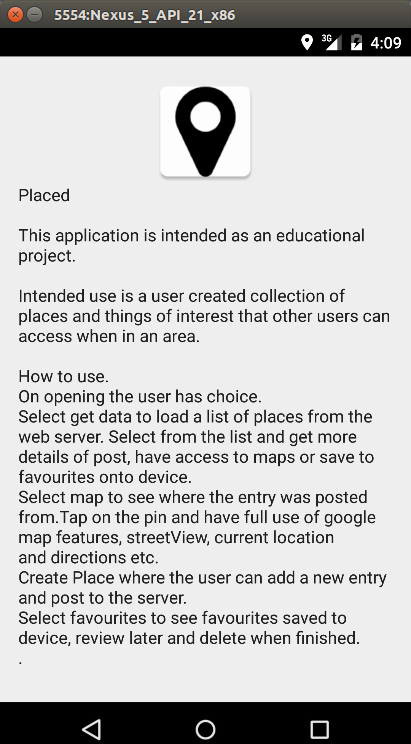 5554:Nexus_5_API_21_x86
3G 4:09
Placed
This application is intended as an educational
project.
Intended use is a user created collection of
places and things of interest that other users can
access when in an area.
How to use.
On opening the user has choice.
Select get data to load a list of places from the
web server. Select from the list and get more
details of post, have access to maps or save to
favourites onto device.
Select map to see where the entry was posted
from.Tap on the pin and have full use of google
map features, streetView, current location
and directions etc.
Create Place where the user can add a new entry
and post to the server.
Select favourites to see favourites saved to
device, review later and delete when finished.
.